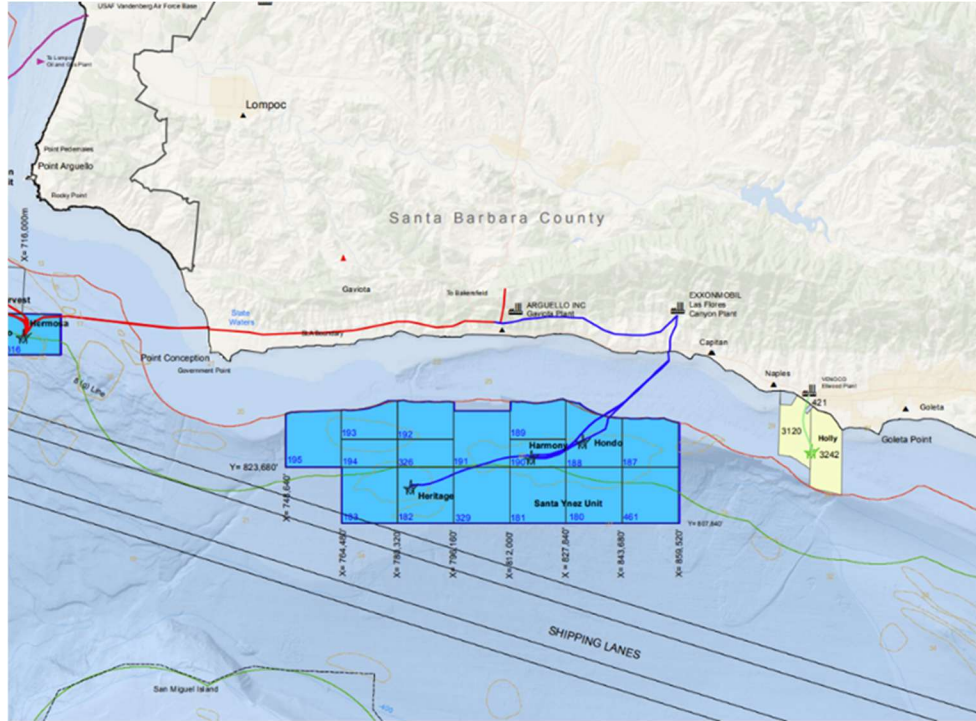 USAF Vandenberg Air Force Base
To Lompoc
Oil and Gas Plant
Lompoc
Point Pedernales
Point Arguello
Rocky Point
X= 716,000m
Santa Barbara County
Gaviota
To Bakersfield
ARGUELLO INC
Gaviota Plant
EXXONMOBIL
Las Flores
Canyon Plant
State
Waters
Hermosa
316
Point Conception
Government Point
Capitan
Naples
VENOCO
Ellwood Plant
421
Goleta
3120
Holly
3242
Goleta Point
193
192
189
Harmony
Hondo
195
194
326
191
190
188
187
Y= 823,680'
X= 748,640'
Heritage
Santa Ynez Unit
183
182
329
181
180
461
Y= 807,840'
X= 764,480'
X= 780,320'
X= 796,160'
X= 812,000'
X= 827,840'
X= 843,680'
X= 859,520'
SHIPPING LANES
San Miguel Island
-400